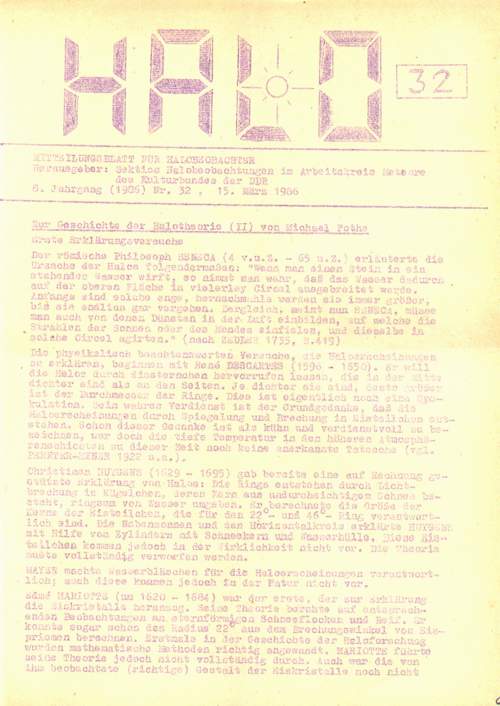 HALO
32
MITTEILUNGSBLATT FÜR HALOBEOBACHTER
Herausgeber: Sektion Halobeobachtungen im Arbeitskreis Meteore
des Kulturbundes der DDR
8. Jahrgang (1986) Nr. 32 , 15. März 1986
Zur Geschichte der Halotheorie (II) von Michael Pothe
Erste Erklärungsversuche
Der römische Philosoph SENECA (4 v.u.Z. - 65 u.Z.) erläuterte die
Ursache der Halos folgendermaßen: "Wenn man einen Stein in ein
stehendes Wasser wirft, so nimmt man wahr, daß das Wasser dadurch
auf der oberen Fläche in vielerley Circel ausgebreitet werde.
Anfangs sind solche enge, hernachmahls werden sie immer größer,
bis sie endlich gar vergehen. Dergleich, meint nun SENECA, müsse
man auch von denen Dunsten in der Luft einbilden, auf welche die
Strahlen der Sonnen oder des Mondes einfielen, und dieselbe in
solche Circel agirten." (nach ZEDLER 1735, S.419)
Die physikalisch beachtenswerten Versuche, die Haloerscheinungen
zu erklären, beginnen mit René DESCARTES (1596 - 1650). Er will
die Halos durch Eissternchen hervorrufen lassen, die in der Mitte
dichter sind als an den Seiten. Je dichter sie sind, desto größer
ist der Durchmesser der Ringe. Dies ist eigentlich noch eine Spe-
kulation. Sein wahres Verdienst ist der Grundgedanke, daß die
Haloerscheinungen durch Spiegelung und Brechung in Eisteilchen ent-
stehen. Schon dieser Gedanke ist als kühn und verdienstvoll zu be-
zeichnen, war doch die tiefe Temperatur in den höheren Atmosphä-
renschichten zu dieser Zeit noch keine anerkannte Tatsache (vgl.
PERNTER-EXNER 1922 u.a.).
Christiaan HUYGENS (1629 - 1695) gab bereits eine auf Rechnung ge-
stützte Erklärung von Halos: Die Ringe entstehen durch Licht-
brechung in Kügelchen, deren Kern aus undurchsichtigem Schnee be-
steht, ringsum von Wasser umgeben. Er berechnete die Größe der
Kerne der Eisteilchen, die für den 22°- und 46°- Ring verantwort-
lich sind. Die Nebensonnen und den Horizontalkreis erklärte HUYGENS
mit Hilfe von Zylindern mit Schneekern und Wasserhülle. Diese Eis-
teilchen kommen jedoch in der Wirklichkeit nicht vor. Die Theorie
mußte vollständig verworfen werden.
machte Wasserbläschen für die Haloerscheinungen verantwort-
lich; auch diese kommen jedoch in der Natur nicht vor.
Edmé MARIOTTE (um 1620 - 1684) war der erste, der zur Erklärung
die Eiskristalle heranzog. Seine Theorie beruhte auf entsprech-
enden Beobachtungen an sternförmigen Schneeflocken und Reif. Er
konnte sogar schon den Radius 22° aus dem Brechungswinkel von Eis-
prismen berechnen. Erstmals in der Geschichte der Haloforschung
wurden mathematische Methoden richtig angewandt. MARIOTTE führte
seine Theorie jedoch nicht vollständig durch. Auch war die von
ihm beobachtete (richtige) Gestalt der Eiskristalle noch nicht